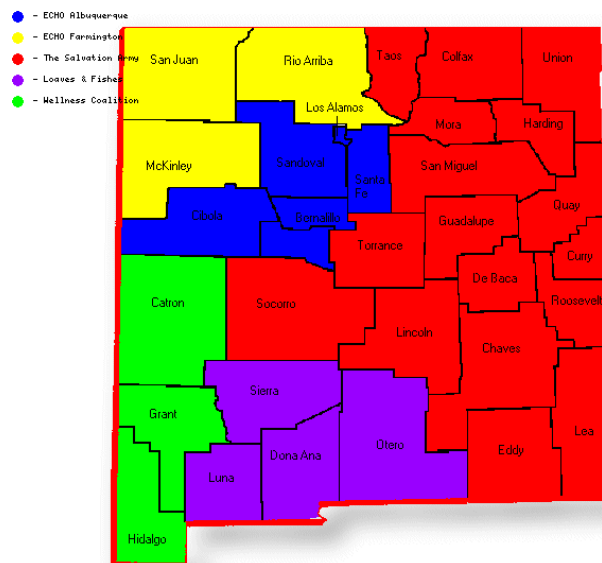 - ECHO Albuquerque
- ECHO Farmington
- The Salvation Army
- Loaves & Fishes
- Wellness Coalition
San Juan
Rio Arriba
Taos
Colfax
Union
Los Alamos
Mora
Harding
McKinley
Sandoval
Sante Fe
San Miguel
Cibola
Bernalillo
Guadalupe
Quay
Torrance
Curry
Catron
Socorro
De Baca
Roosevelt
Lincoln
Chaves
Sierra
Grant
Otero
Lea
Luna
Dona Ana
Eddy
Hidalgo